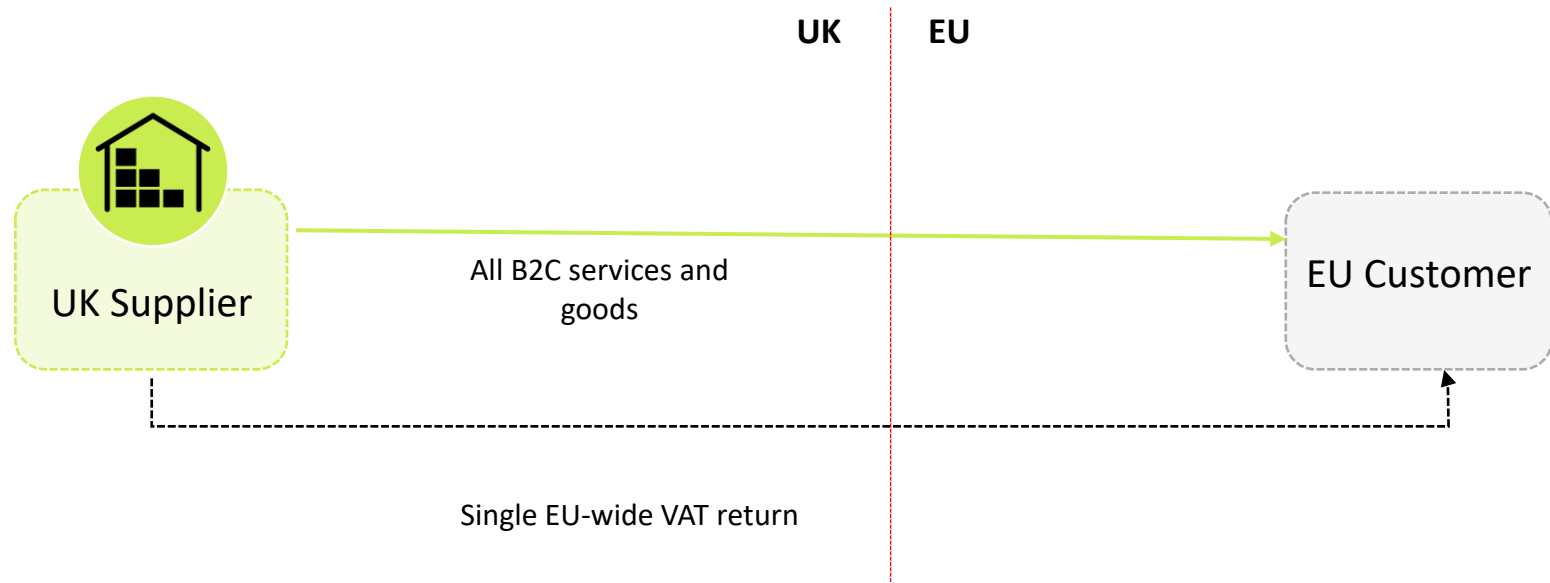 UK
EU
UK Supplier
All B2C services and
goods
EU Customer
Single EU-wide VAT return